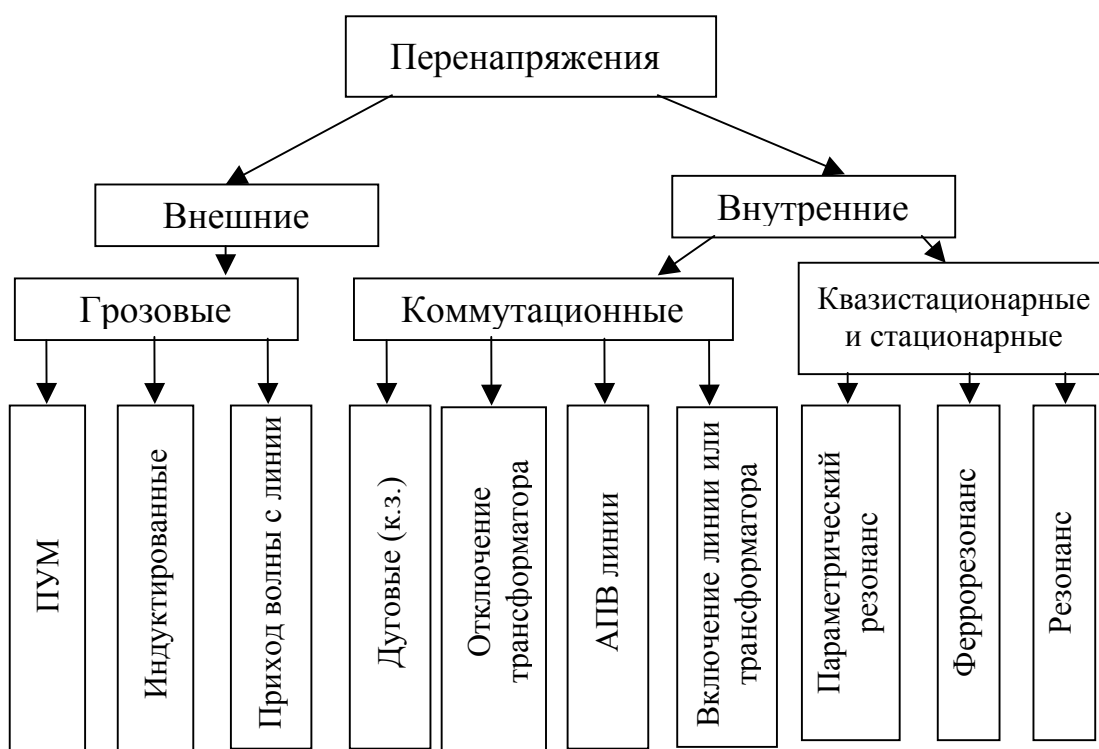 Перенапряжения
Внешние
Внутренние
Грозовые
Коммутационные
Квазистационарные
и стационарные
ПУМ
Индуктированные
Приход волны с линии
Дуговые (к.з.)
Отключение
трансформатора
АПВ линии
Включение линии или
трансформатора
Параметрический
резонанс
Феррорезонанс
Резонанс